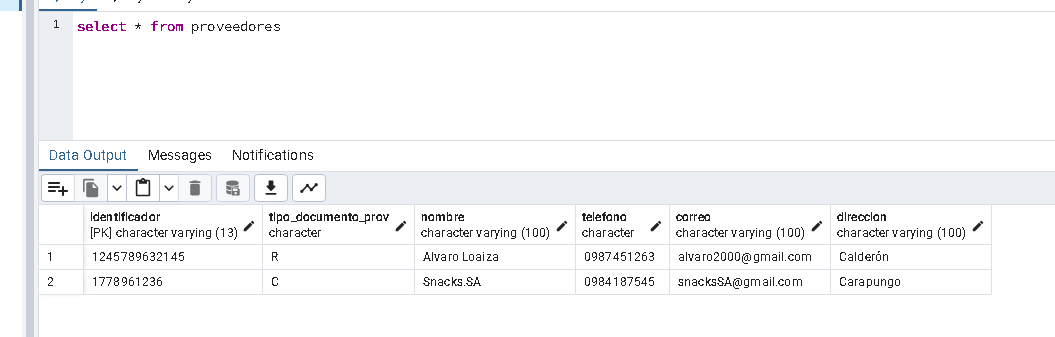 1 select * from proveedores
Data Output Messages Notifications
identificador tipo_documento_prov nombre telefono correo direccion
[PK] character varying (13) character character varying (100) character character varying (100) character varying (100)
1 1245789632145 R Alvaro Loaiza 0987451263 alvaro2000@gmail.com Calderón
2 1778961236 C Snacks.SA 0984187545 snacksSA@gmail.com Carapungo